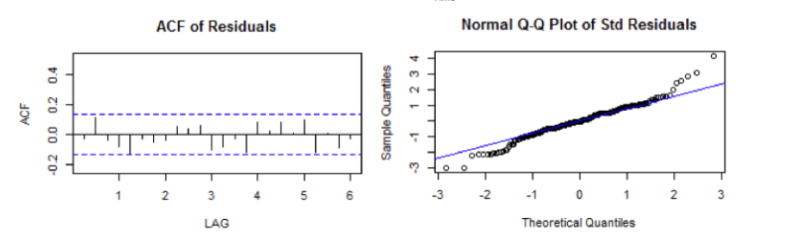 ACF of Residuals
ACF
-0.2 0.0 0.2 0.4
1 2 3 4 5 6
LAG
Normal Q-Q Plot of Std Residuals
Sample Quantiles
-3 -1 1 2 3 4
-3 -2 -1 0 1 2 3
Theoretical Quantiles